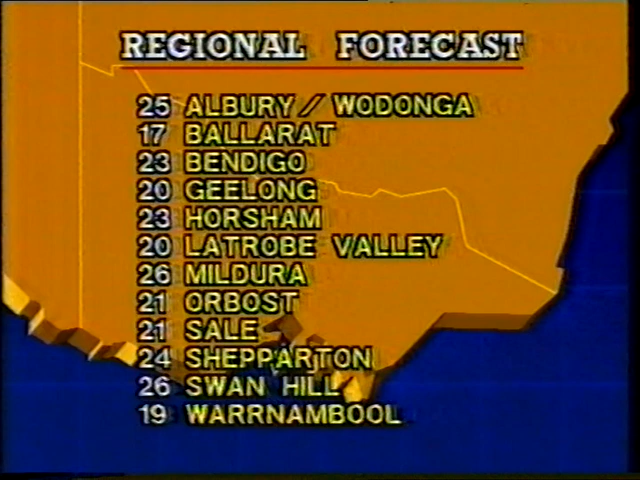 REGIONAL FORECAST
25 ALBURY / WODONGA
17 BALLARAT
23 BENDIGO
20 GEELONG
23 HORSHAM
20 LATROBE VALLEY
26 MILDURA
21 ORBOST
21 SALE
24 SHEPPARTON
26 SWAN HILL
19 WARRNAMBOOL